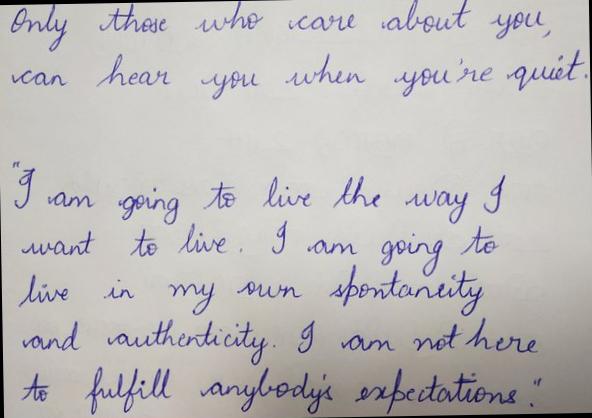 Only those who care about you,
can hear you when you're quiet.
"I am going to live the way I
want to live. I am going to
live in my own spontaneity
and authenticity. I am not here
to fulfill anybody's expectations."